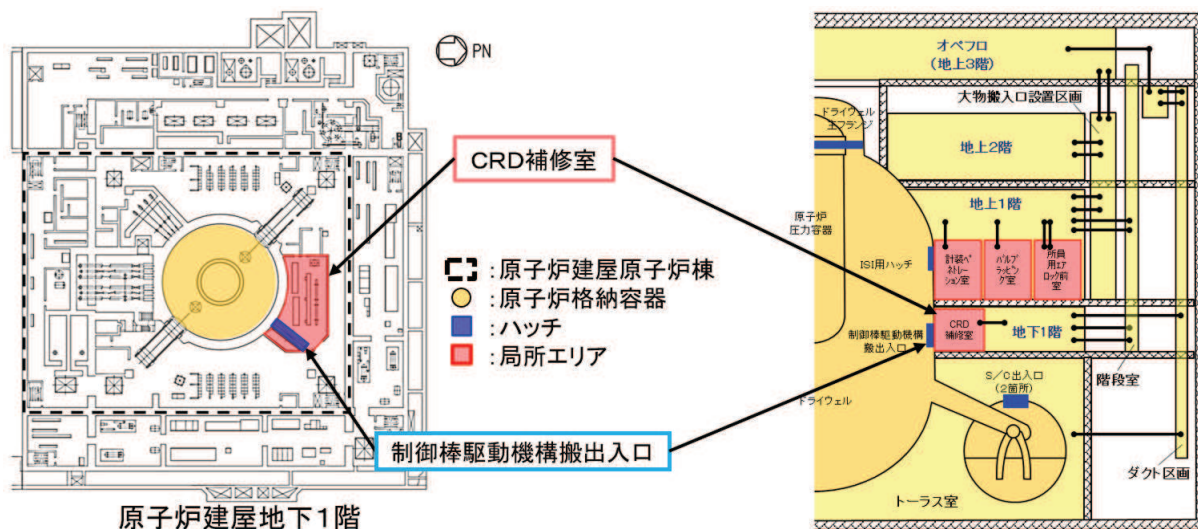 PN
CRD補修室
:原子炉建屋原子炉棟
:原子炉格納容器
:ハッチ
:局所エリア
制御棒駆動機構搬出入口
原子炉建屋地下1階
オペフロ
(地上3階)
大物搬入口設置区画
ドライウェル
主フランジ
地上2階
地上1階
原子炉
圧力容器
ISI用ハッチ
計装ペ
ネトレー
ション室
バルブ
ラッピン
グ室
所員
用エア
ロック前
室
CRD
補修室
地下1階
制御棒駆動機構
搬出入口
階段室
S/C出入口
(2箇所)
ドライウェル
ダクト区画
トーラス室